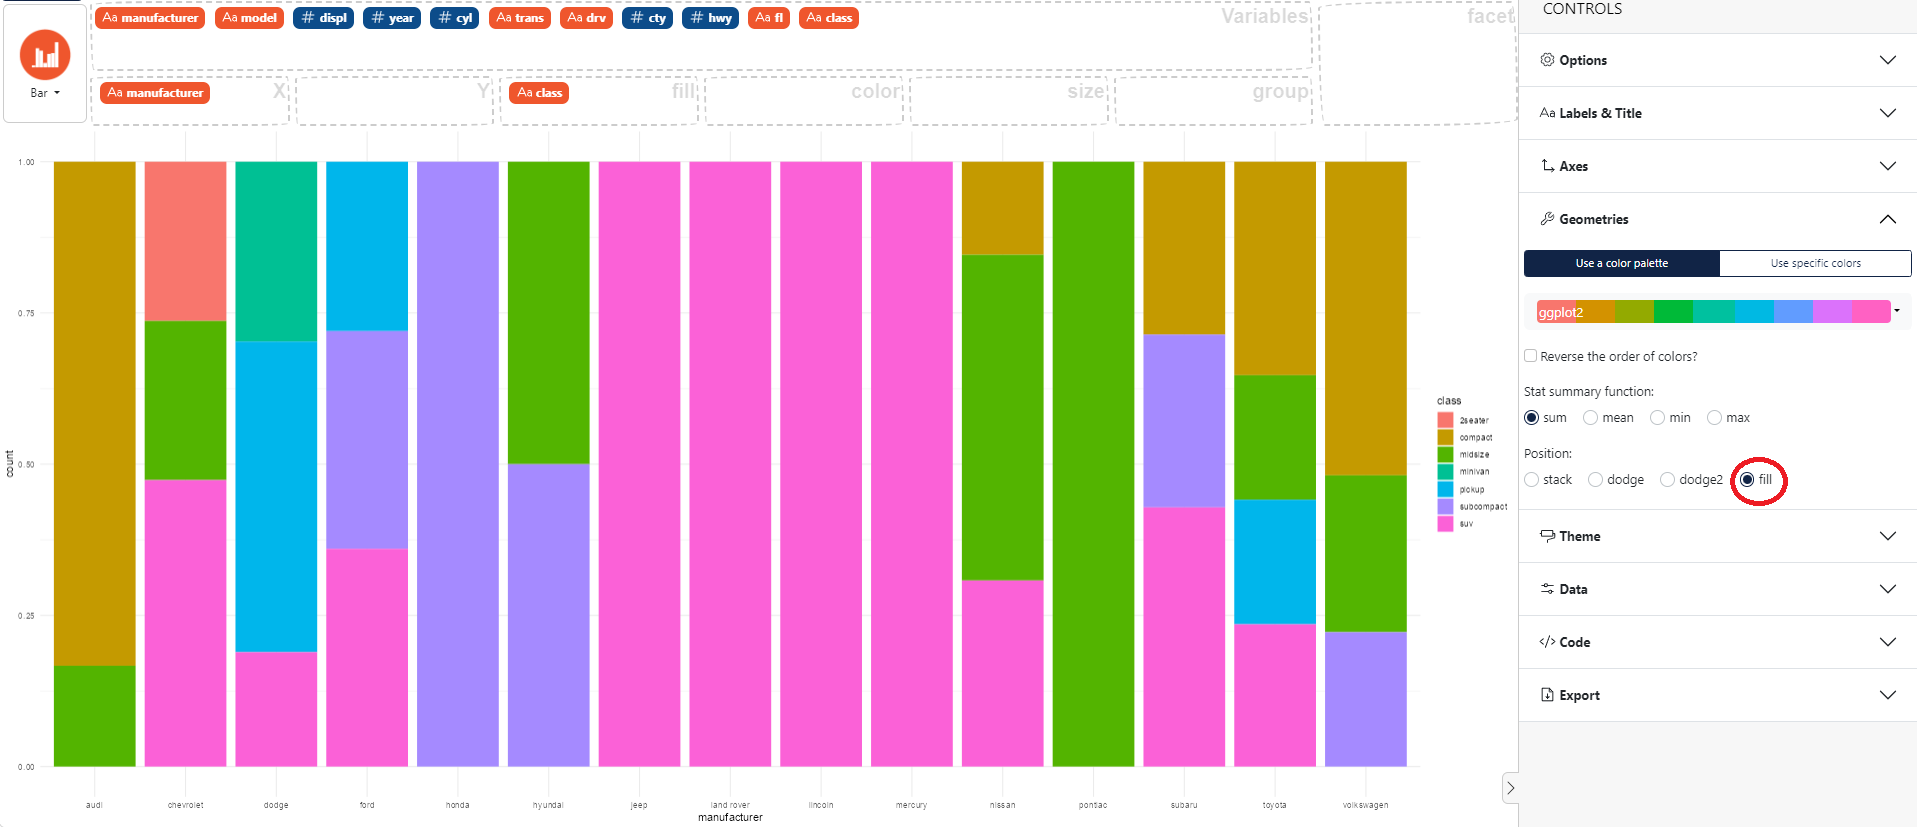 Aa manufacturer Aa model # displ # year # cyl Aa trans Aa drv # cty # hwy Aa fl Aa class Variables facet
Bar
Aa manufacturer X Y Aa class fill color size group
1.00
0.75
0.50
0.25
0.00
count
audi chevrolet dodge ford honda hyundai jeep land rover lincoln mercury nissan pontiac subaru toyota volkswagen
manufacturer
class
2seater
compact
midsize
minivan
pickup
subcompact
suv
CONTROLS
Options
Aa Labels & Title
Axes
Geometries
Use a color palette Use specific colors
ggplot2
Reverse the order of colors?
Stat summary function:
sum mean min max
Position:
stack dodge dodge2 fill
Theme
Data
</> Code
Export